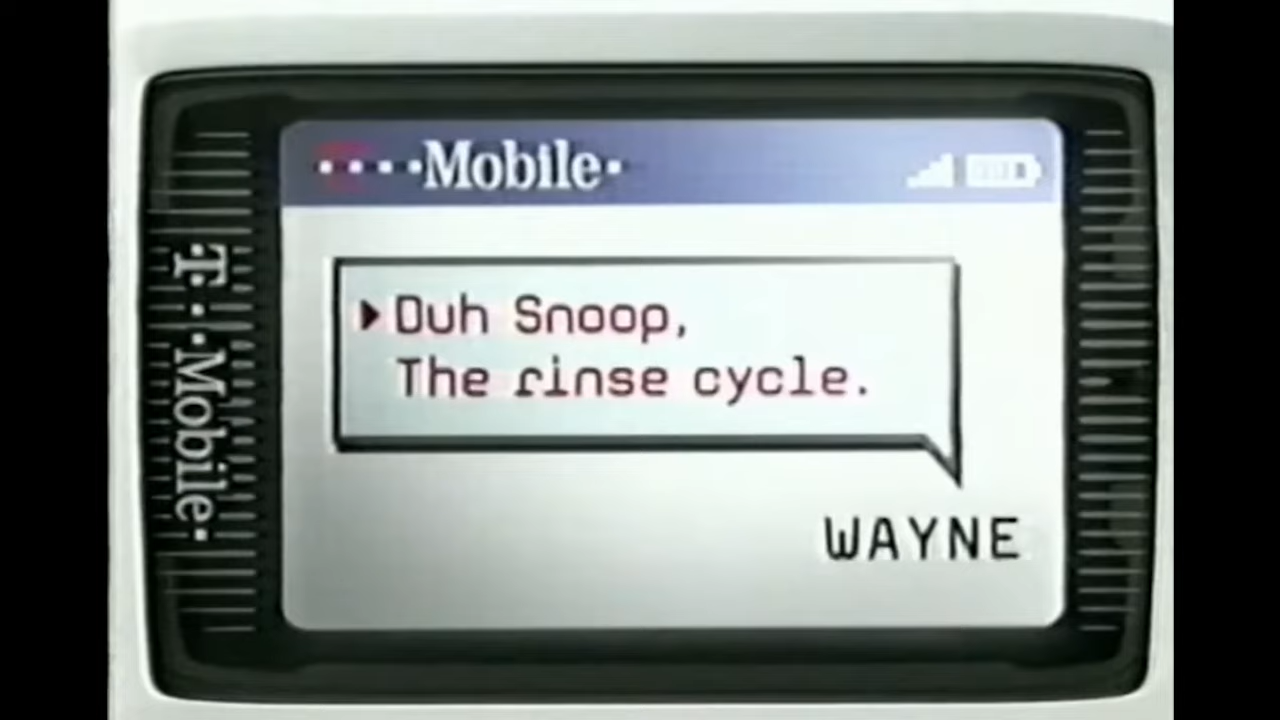 T··Mobile·
····Mobile·
Duh Snoop,
The rinse cycle.
WAYNE